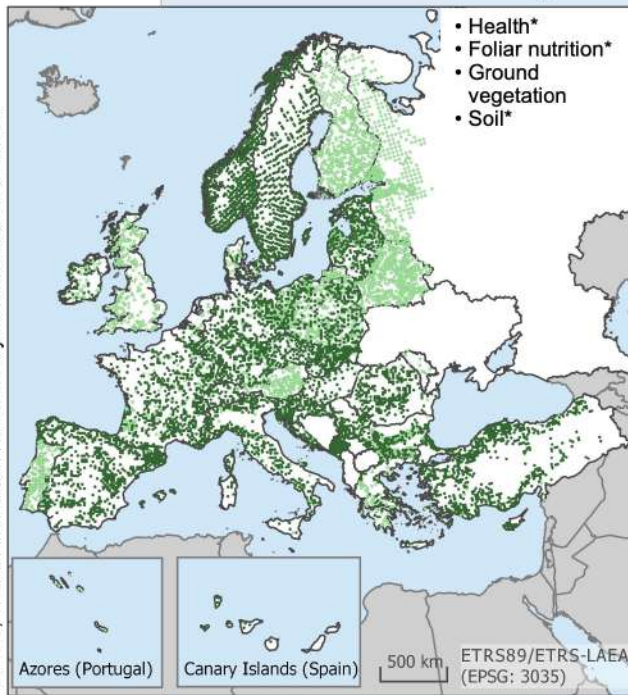 • Health*
• Foliar nutrition*
• Ground
vegetation
• Soil*
Azores (Portugal)
Canary Islands (Spain)
500 km
ETRS89/ETRS-LAEA
(EPSG: 3035)